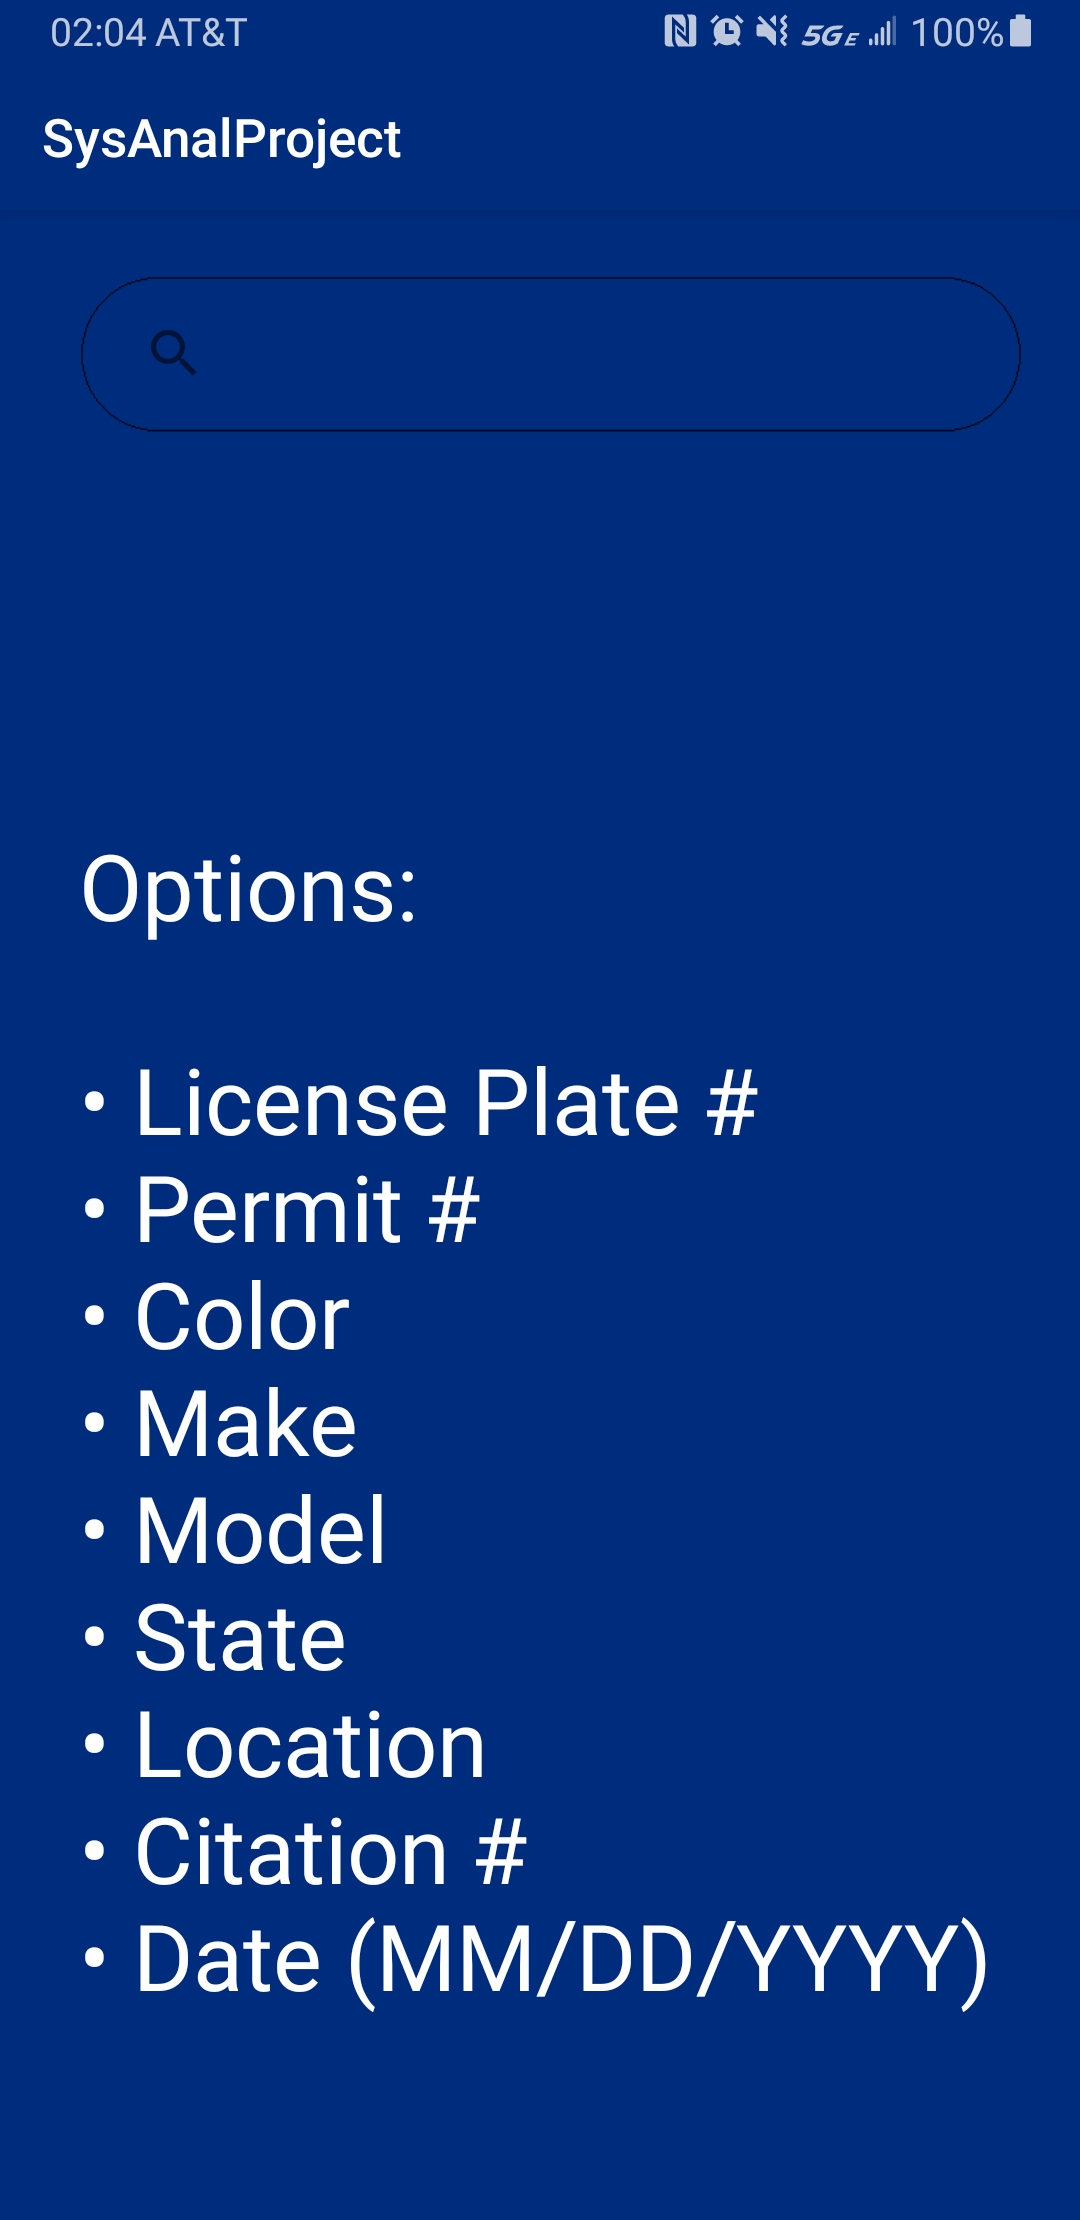 02:04 AT&T 5G E 100%
SysAnalProject
Options:
• License Plate #
• Permit #
• Color
• Make
• Model
• State
• Location
• Citation #
• Date (MM/DD/YYYY)